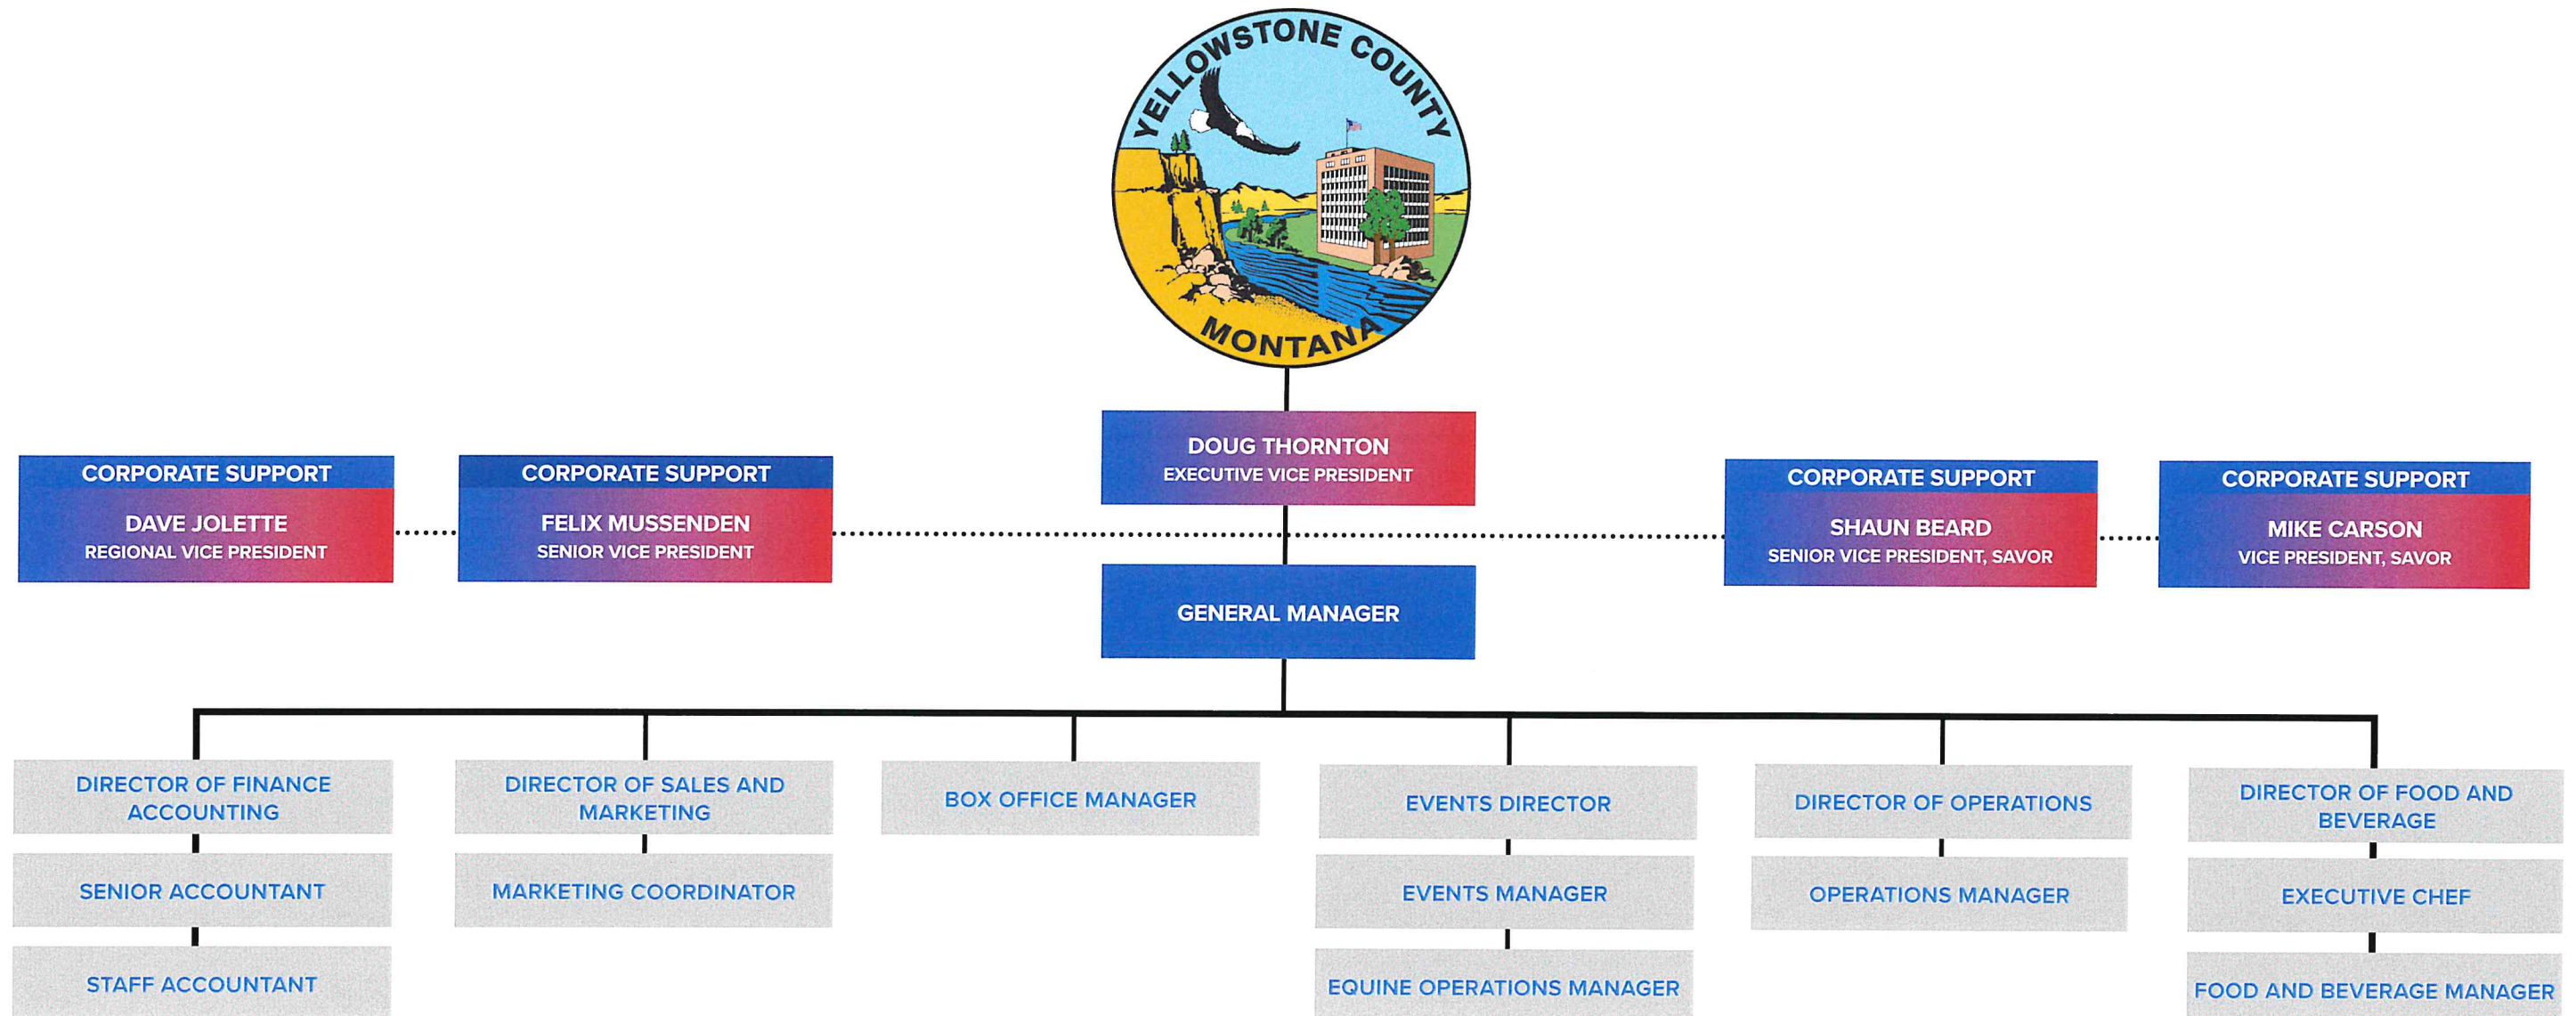 YELLOWSTONE COUNTY
MONTANA
DOUG THORNTON
EXECUTIVE VICE PRESIDENT
CORPORATE SUPPORT
DAVE JOLETTE
REGIONAL VICE PRESIDENT
CORPORATE SUPPORT
FELIX MUSSENDEN
SENIOR VICE PRESIDENT
CORPORATE SUPPORT
SHAUN BEARD
SENIOR VICE PRESIDENT, SAVOR
CORPORATE SUPPORT
MIKE CARSON
VICE PRESIDENT, SAVOR
GENERAL MANAGER
DIRECTOR OF FINANCE
ACCOUNTING
SENIOR ACCOUNTANT
STAFF ACCOUNTANT
DIRECTOR OF SALES AND
MARKETING
MARKETING COORDINATOR
BOX OFFICE MANAGER
EVENTS DIRECTOR
EVENTS MANAGER
EQUINE OPERATIONS MANAGER
DIRECTOR OF OPERATIONS
OPERATIONS MANAGER
DIRECTOR OF FOOD AND
BEVERAGE
EXECUTIVE CHEF
FOOD AND BEVERAGE MANAGER